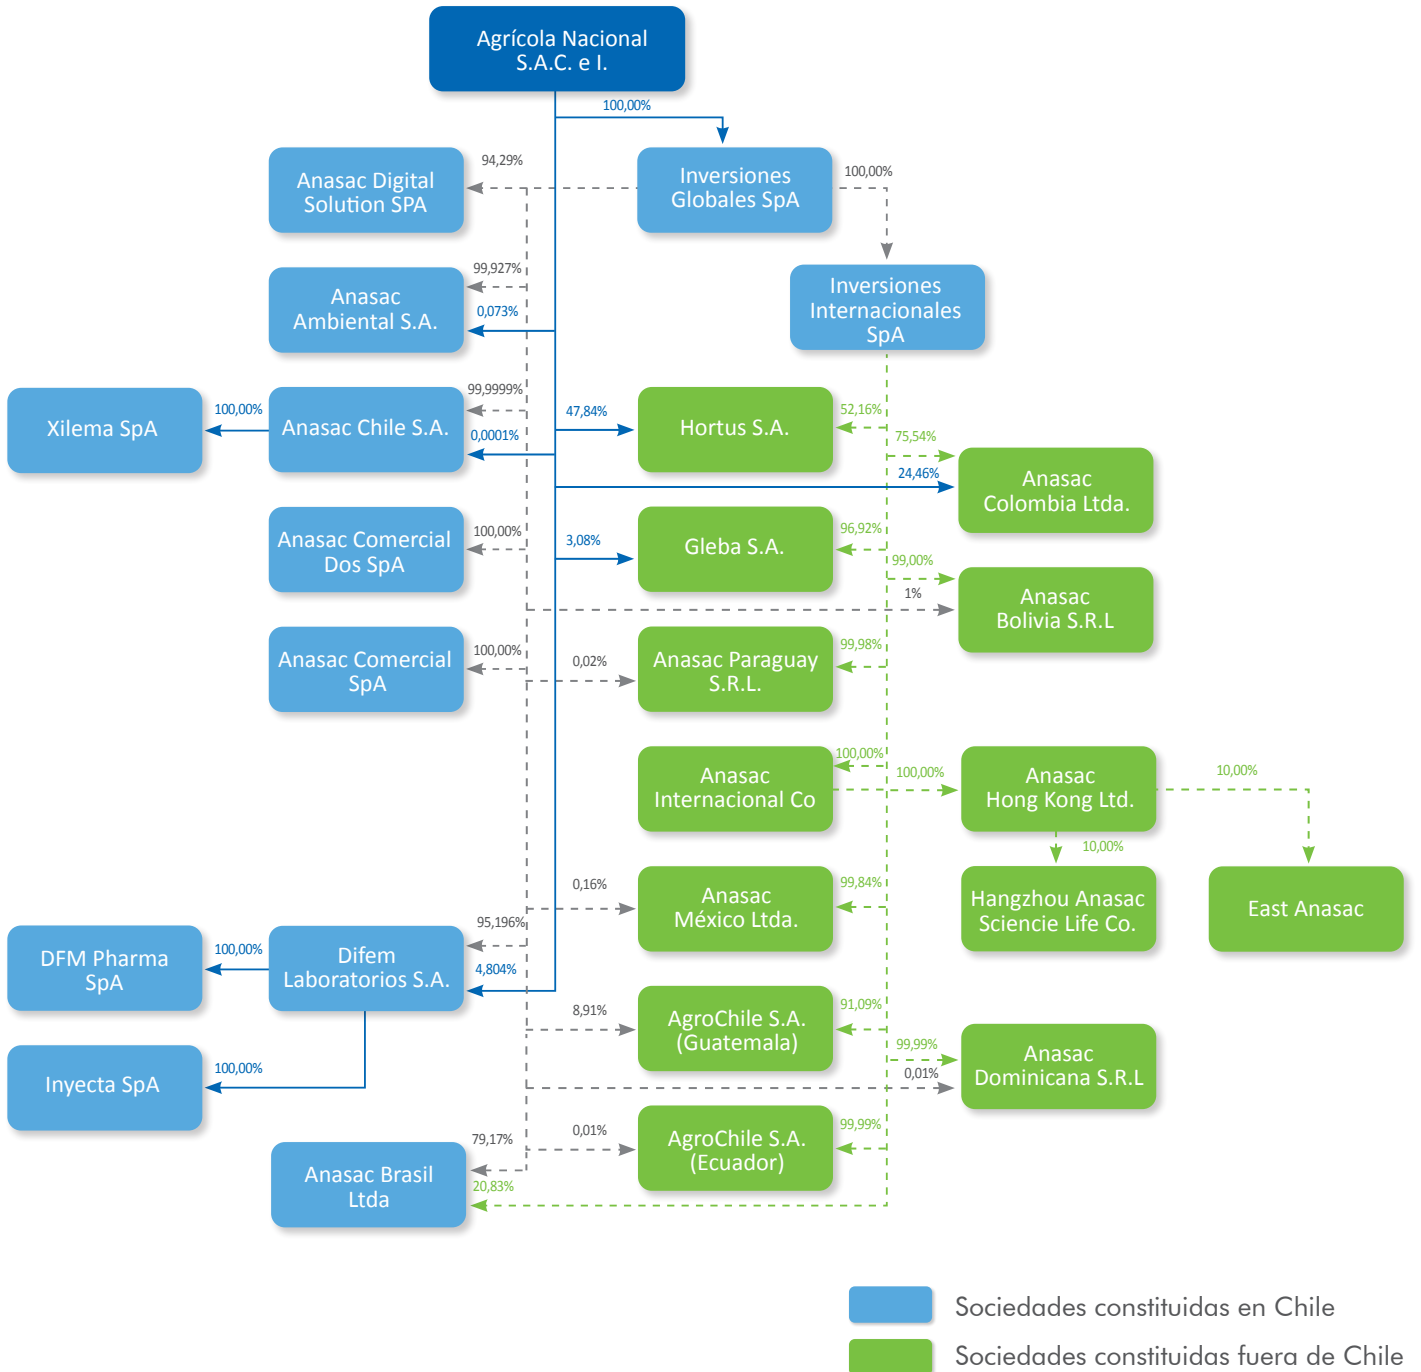 Agrícola Nacional
S.A.C. e I.
100,00%
94,29%
Anasac Digital
Solution SPA
Inversiones
Globales SpA
100,00%
99,927%
Anasac
Ambiental S.A.
0,073%
Inversiones
Internacionales
SpA
Xilema SpA
100,00%
Anasac Chile S.A.
99,9999%
0,0001%
47,84%
Hortus S.A.
52,16%
75,54%
24,46%
Anasac
Colombia Ltda.
Anasac Comercial
Dos SpA
100,00%
3,08%
Gleba S.A.
96,92%
99,00%
1%
Anasac
Bolivia S.R.L
Anasac Comercial
SpA
100,00%
0,02%
Anasac Paraguay
S.R.L.
99,98%
Anasac
Internacional Co
100,00%
100,00%
Anasac
Hong Kong Ltd.
10,00%
10,00%
0,16%
Anasac
México Ltda.
99,84%
Hangzhou Anasac
Sciencie Life Co.
East Anasac
DFM Pharma
SpA
100,00%
Difem
Laboratorios S.A.
95,196%
4,804%
8,91%
AgroChile S.A.
(Guatemala)
91,09%
99,99%
0,01%
Anasac
Dominicana S.R.L
Inyecta SpA
100,00%
79,17%
Anasac Brasil
Ltda
20,83%
0,01%
AgroChile S.A.
(Ecuador)
99,99%
Sociedades constituidas en Chile
Sociedades constituidas fuera de Chile